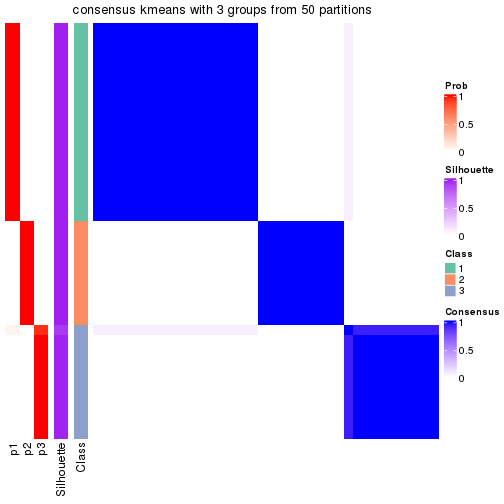 consensus kmeans with 3 groups from 50 partitions
Prob
1
0.5
0
Silhouette
1
0.5
0
Class
1
2
3
Consensus
1
0.5
0
p1
p2
p3
Silhouette
Class